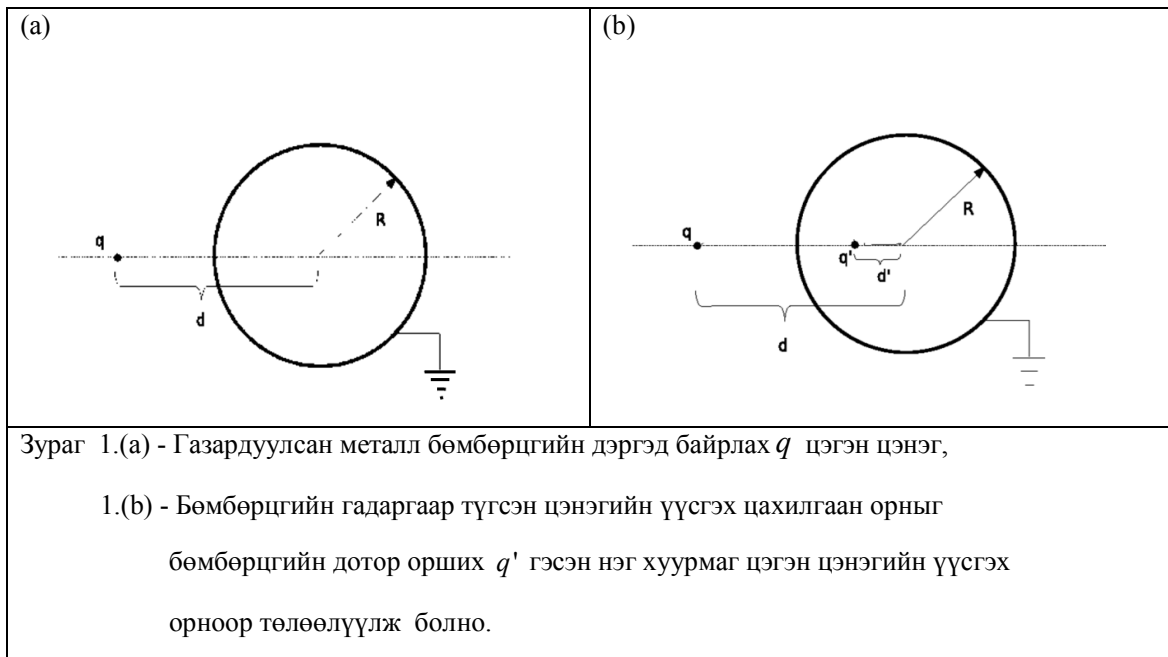 (a)
(b)
q
R
d
q
R
q'
d'
d
Зураг 1.(a) - Газардуулсан металл бөмбөрцгийн дэргэд байрлах q цэгэн цэнэг,
1.(b) - Бөмбөрцгийн гадаргаар түгсэн цэнэгийн үүсгэх цахилгаан орныг
бөмбөрцгийн дотор орших q' гэсэн нэг хуурмаг цэгэн цэнэгийн үүсгэх
орноор төлөөлүүлж болно.